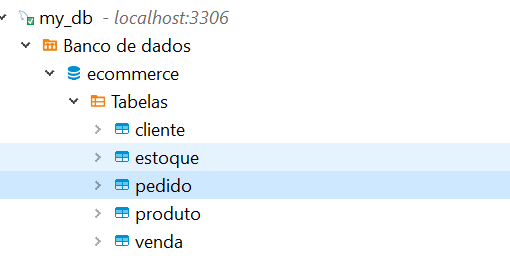 my_db - localhost:3306
Banco de dados
ecommerce
Tabelas
cliente
estoque
pedido
produto
venda